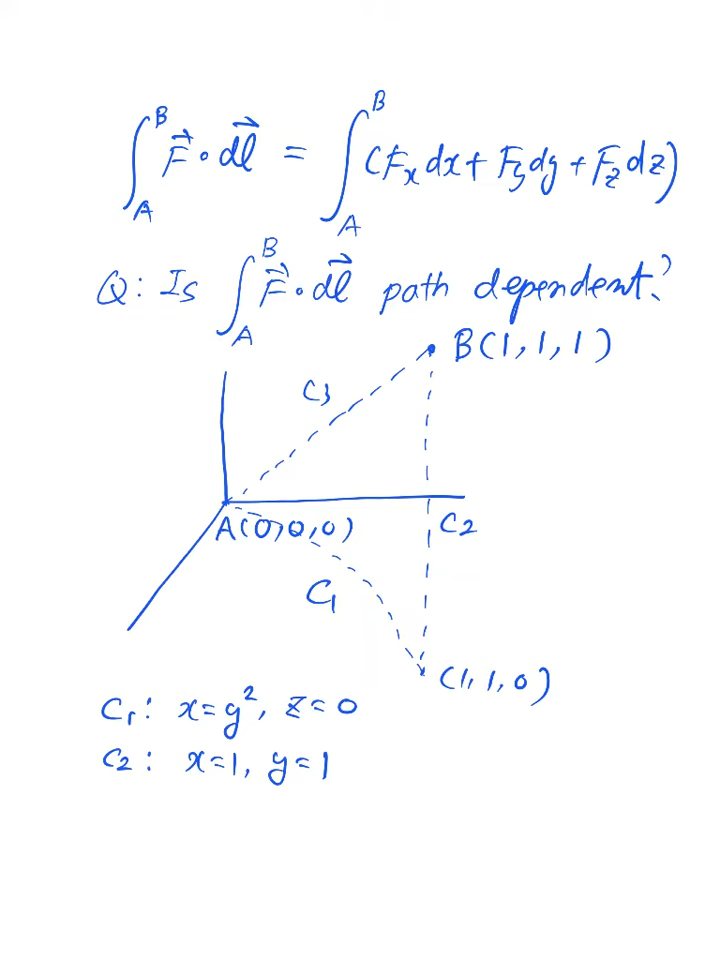 ∫_A^B F⃗ · dl⃗ = ∫_A^B (F_x dx + F_y dy + F_z dz)
Q: Is ∫_A^B F⃗ · dl⃗ path dependent?
B(1, 1, 1)
C3
A(0, 0, 0)
C2
C1
(1, 1, 0)
C1: x = y², z = 0
C2: x = 1, y = 1